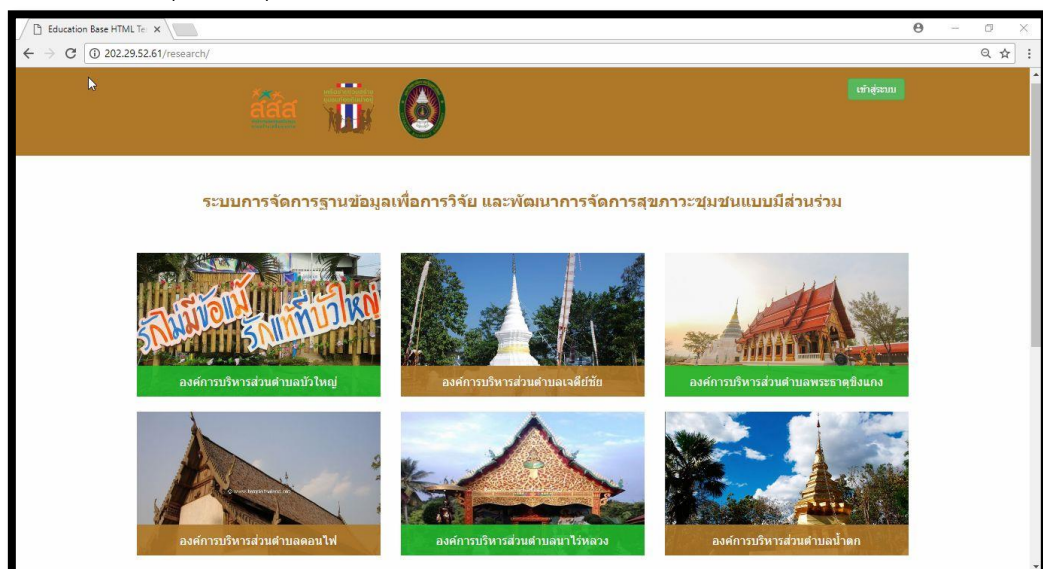 Education Base HTML Te
202.29.52.61/research/
สสส
เข้าสู่ระบบ
ระบบการจัดการฐานข้อมูลเพื่อการวิจัย และพัฒนาการจัดการสุขภาวะชุมชนแบบมีส่วนร่วม
รักไม่มีข้อแม้
รักแท้ที่บัวใหญ่
องค์การบริหารส่วนตำบลบัวใหญ่
องค์การบริหารส่วนตำบลเจดีย์ชัย
องค์การบริหารส่วนตำบลพระธาตุขิงแกง
องค์การบริหารส่วนตำบลดอนไฟ
องค์การบริหารส่วนตำบลนาไร่หลวง
องค์การบริหารส่วนตำบลน้ำตก